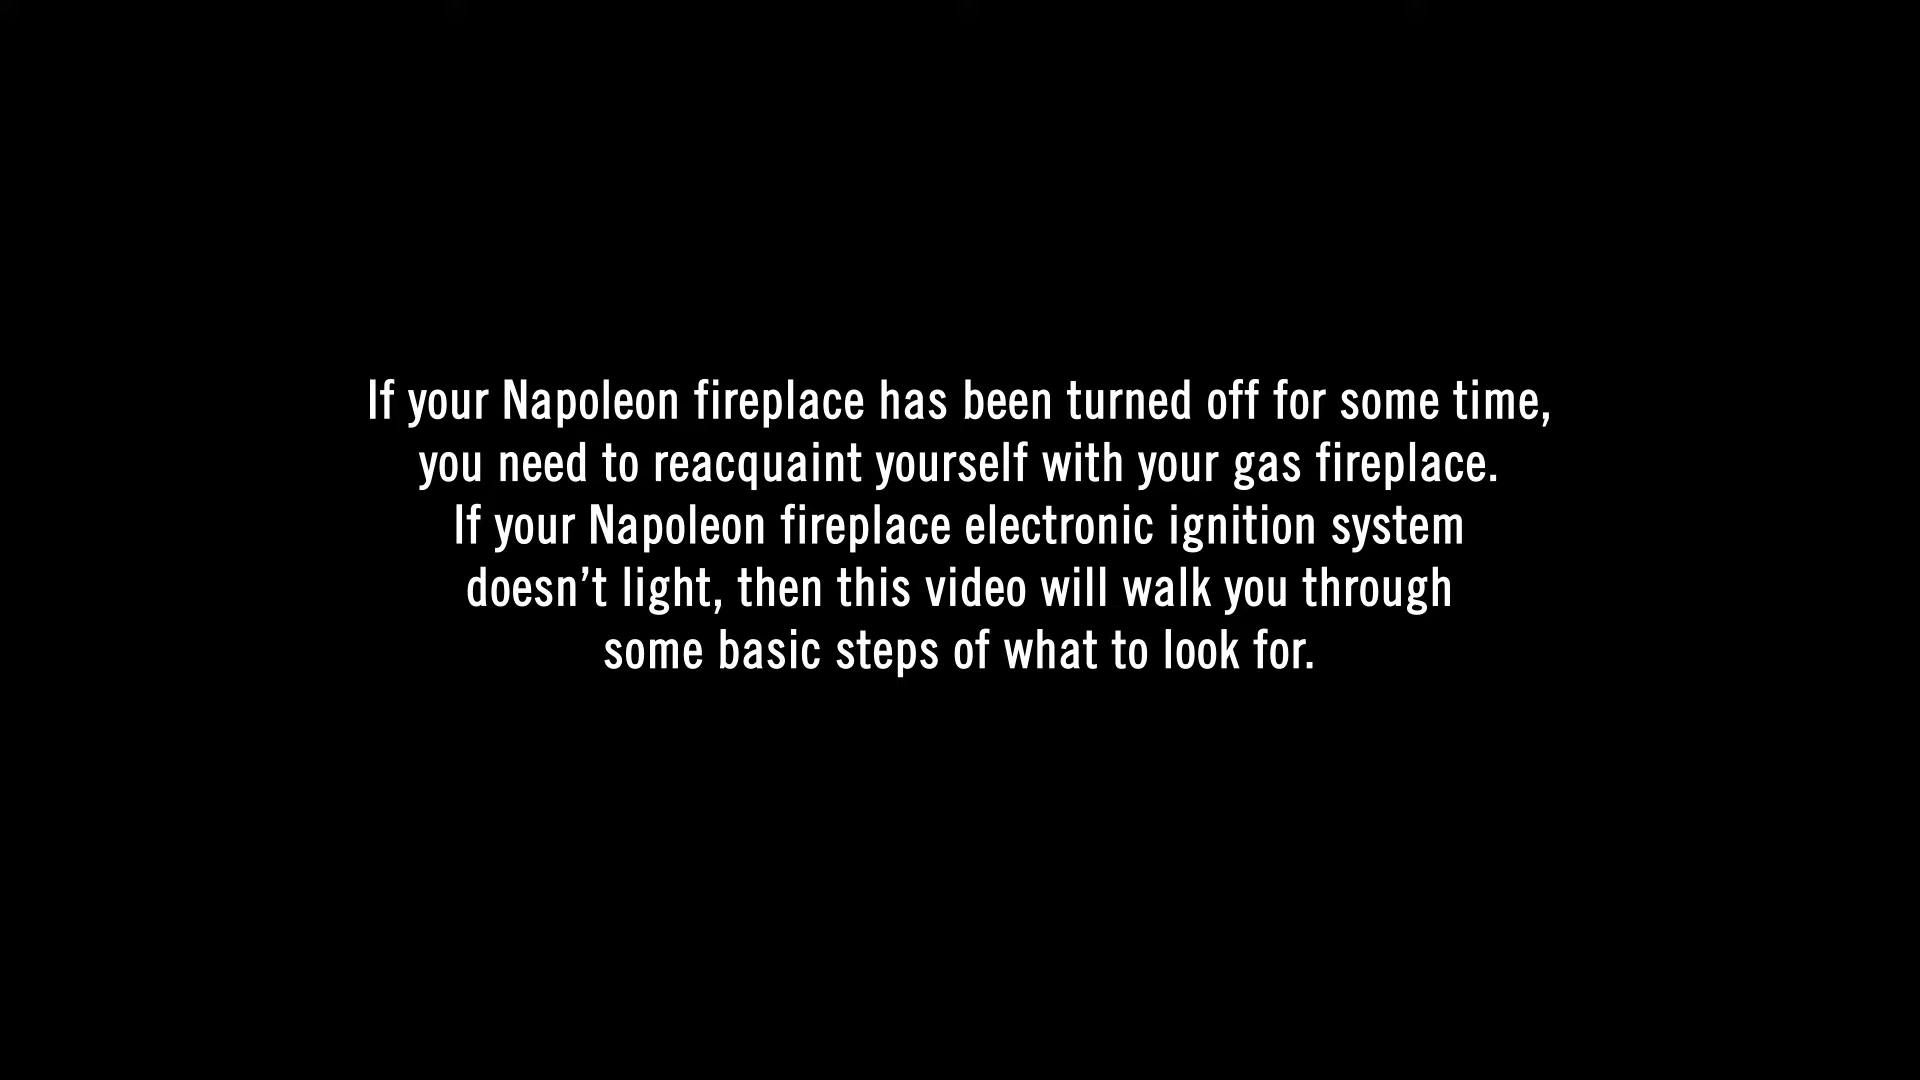 If your Napoleon fireplace has been turned off for some time,
you need to reacquaint yourself with your gas fireplace.
If your Napoleon fireplace electronic ignition system
doesn’t light, then this video will walk you through
some basic steps of what to look for.